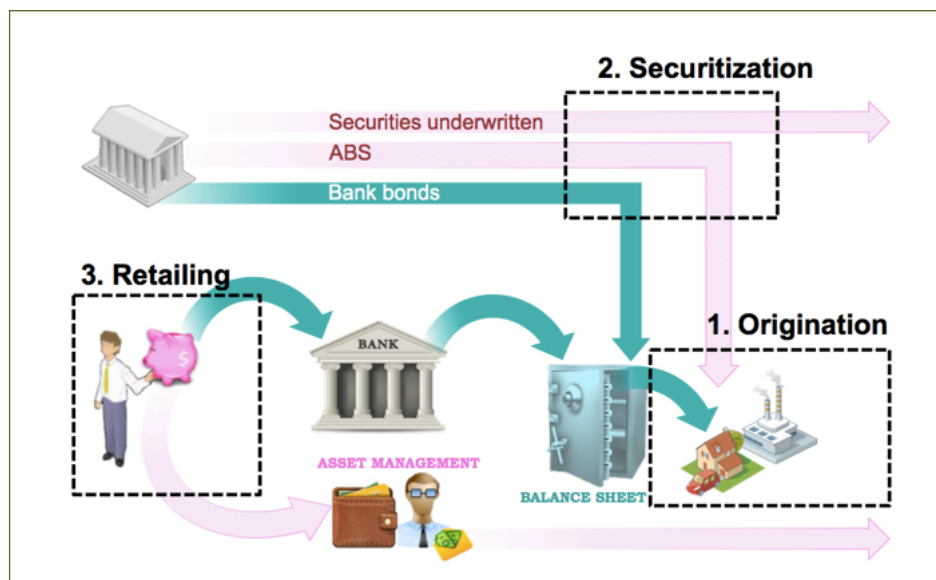 2. Securitization
Securities underwritten
ABS
Bank bonds
3. Retailing
$
BANK
1. Origination
ASSET MANAGEMENT
BALANCE SHEET